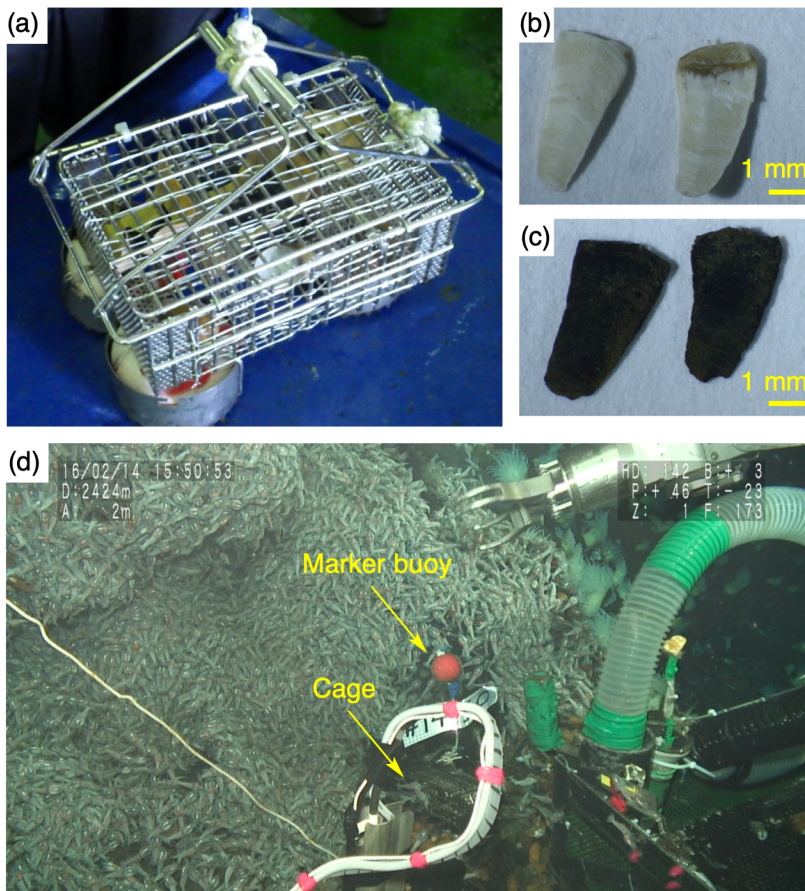 (a)
(b)
1 mm
(c)
1 mm
(d)
16/02/14 15:50:53
D:2424m
A: 2m
HD: 142 B:+ 3
P:+ 46 T:- 23
Z: 1 F: 173
Marker buoy
Cage